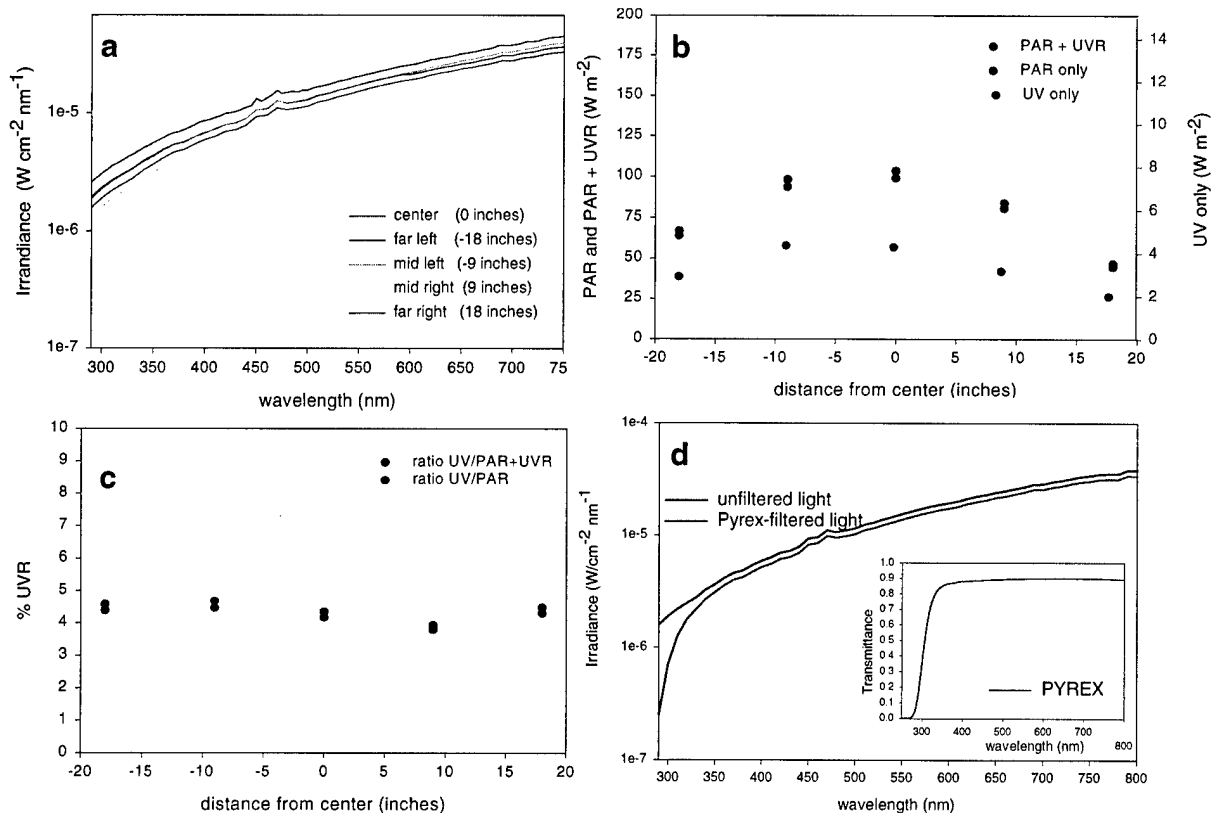 a
Irrandiance (W cm-2 nm-1)
1e-5
1e-6
1e-7
center (0 inches)
far left (-18 inches)
mid left (-9 inches)
mid right (9 inches)
far right (18 inches)
300 350 400 450 500 550 600 650 700 75
wavelength (nm)
b
PAR and PAR + UVR (W m-2)
200
175
150
125
100
75
50
25
0
PAR + UVR
PAR only
UV only
14
12
10
8
6
4
2
0
UV only (W m-2)
-20 -15 -10 -5 0 5 10 15 20
distance from center (inches)
c
% UVR
10
9
8
7
6
5
4
3
2
1
0
ratio UV/PAR+UVR
ratio UV/PAR
-20 -15 -10 -5 0 5 10 15 20
distance from center (inches)
d
Irradiance (W/cm-2 nm-1)
1e-4
1e-5
1e-6
1e-7
unfiltered light
Pyrex-filtered light
Transmittance
1.0
0.9
0 8
0 7
0 6
0 5
0 4
0 3
0.2
0.1
0.0
PYREX
300 400 500 600 700 800
wavelength (nm)
300 350 400 450 500 550 600 650 700 750 800
wavelength (nm)